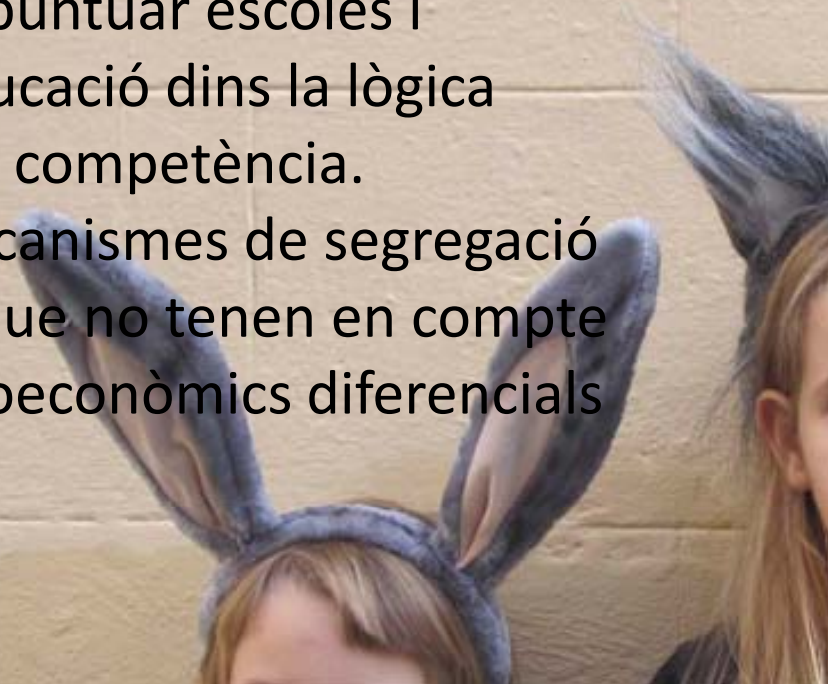 puntuar escoles i
ucació dins la lògica
competència.
canismes de segregació
ue no tenen en compte
oeconòmics diferencials